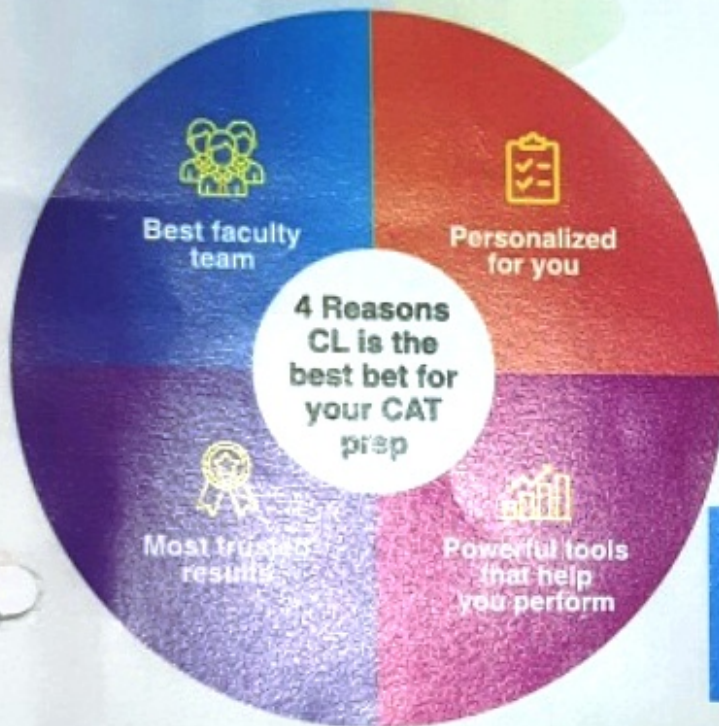 Best faculty
team
Personalized
for you
4 Reasons
CL is the
best bet for
your CAT
prep
Most trusted
results
Powerful tools
that help
you perform